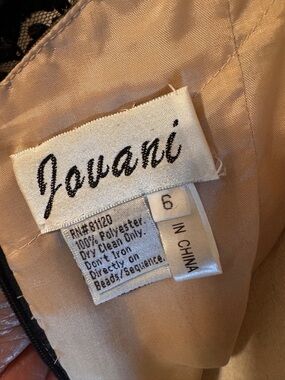 Jovani
RN#81120
100% Polyester.
Dry Clean Only.
Don't Iron
Directly on
Beads/Sequence.
6
IN CHINA